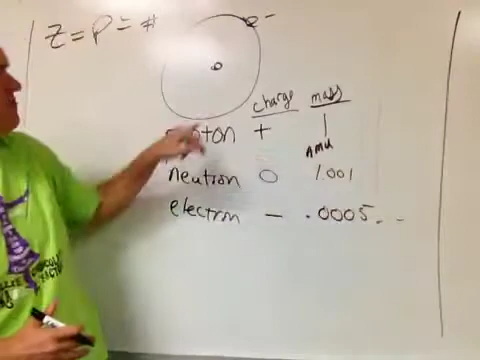 Z = P = #
e-
charge mass
proton + 1
AMU
neutron 0 1.001
electron - .0005...